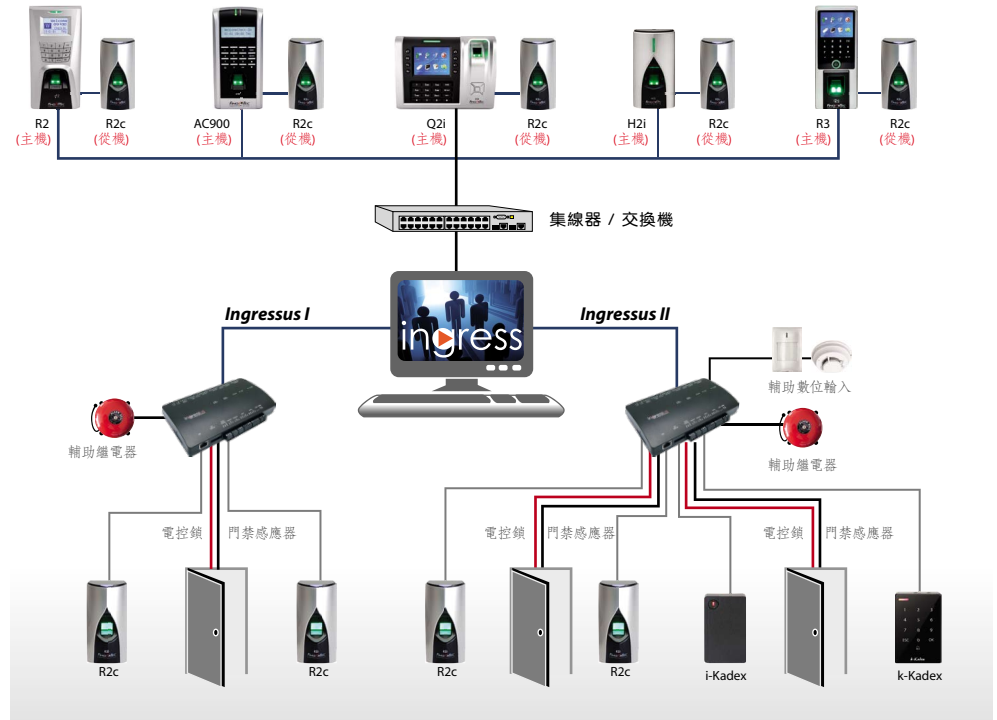 R2 R2c AC900 R2c Q2i R2c H2i R2c R3 R2c
(主機) (從機) (主機) (從機) (主機) (從機) (主機) (從機) (主機) (從機)
集線器 / 交換機
Ingressus I
Ingressus II
ingress
輔助數位輸入
輔助繼電器
輔助繼電器
電控鎖 門禁感應器
電控鎖 門禁感應器
電控鎖 門禁感應器
k-Kadex
R2c
R2c
R2c
R2c
i-Kadex
k-Kadex